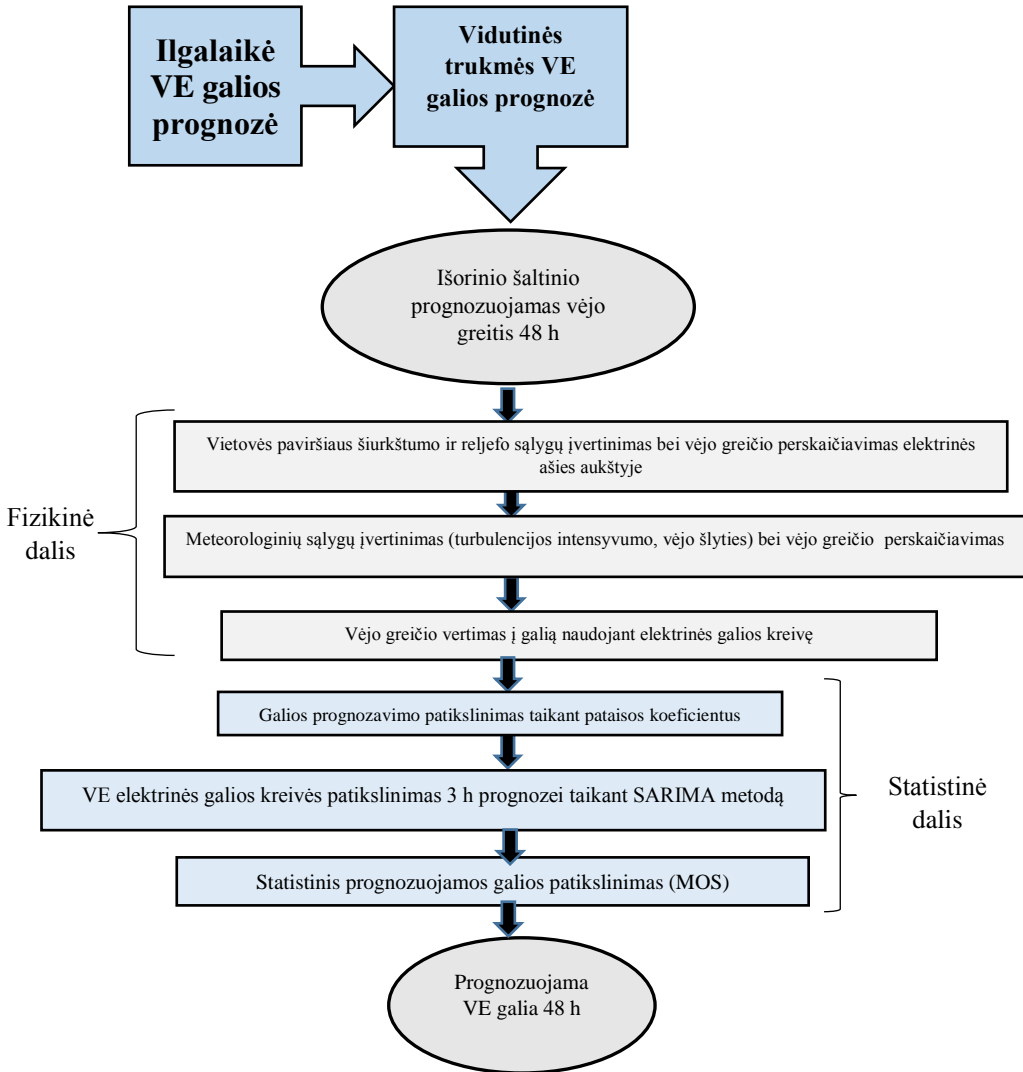 Ilgalaikė
VE galios
prognozė
Vidutinės
trukmės VE
galios prognozė
Išorinio šaltinio
prognozuojamas vėjo
greitis 48 h
Vietovės paviršiaus šiurkštumo ir reljefo sąlygų įvertinimas bei vėjo greičio perskaičiavimas elektrinės
ašies aukštyje
Fizikinė
dalis
Meteorologinių sąlygų įvertinimas (turbulencijos intensyvumo, vėjo šlyties) bei vėjo greičio perskaičiavimas
Vėjo greičio vertimas į galią naudojant elektrinės galios kreivę
Galios prognozavimo patikslinimas taikant pataisos koeficientus
VE elektrinės galios kreivės patikslinimas 3 h prognozei taikant SARIMA metodą
Statistinė
dalis
Statistinis prognozuojamos galios patikslinimas (MOS)
Prognozuojama
VE galia 48 h